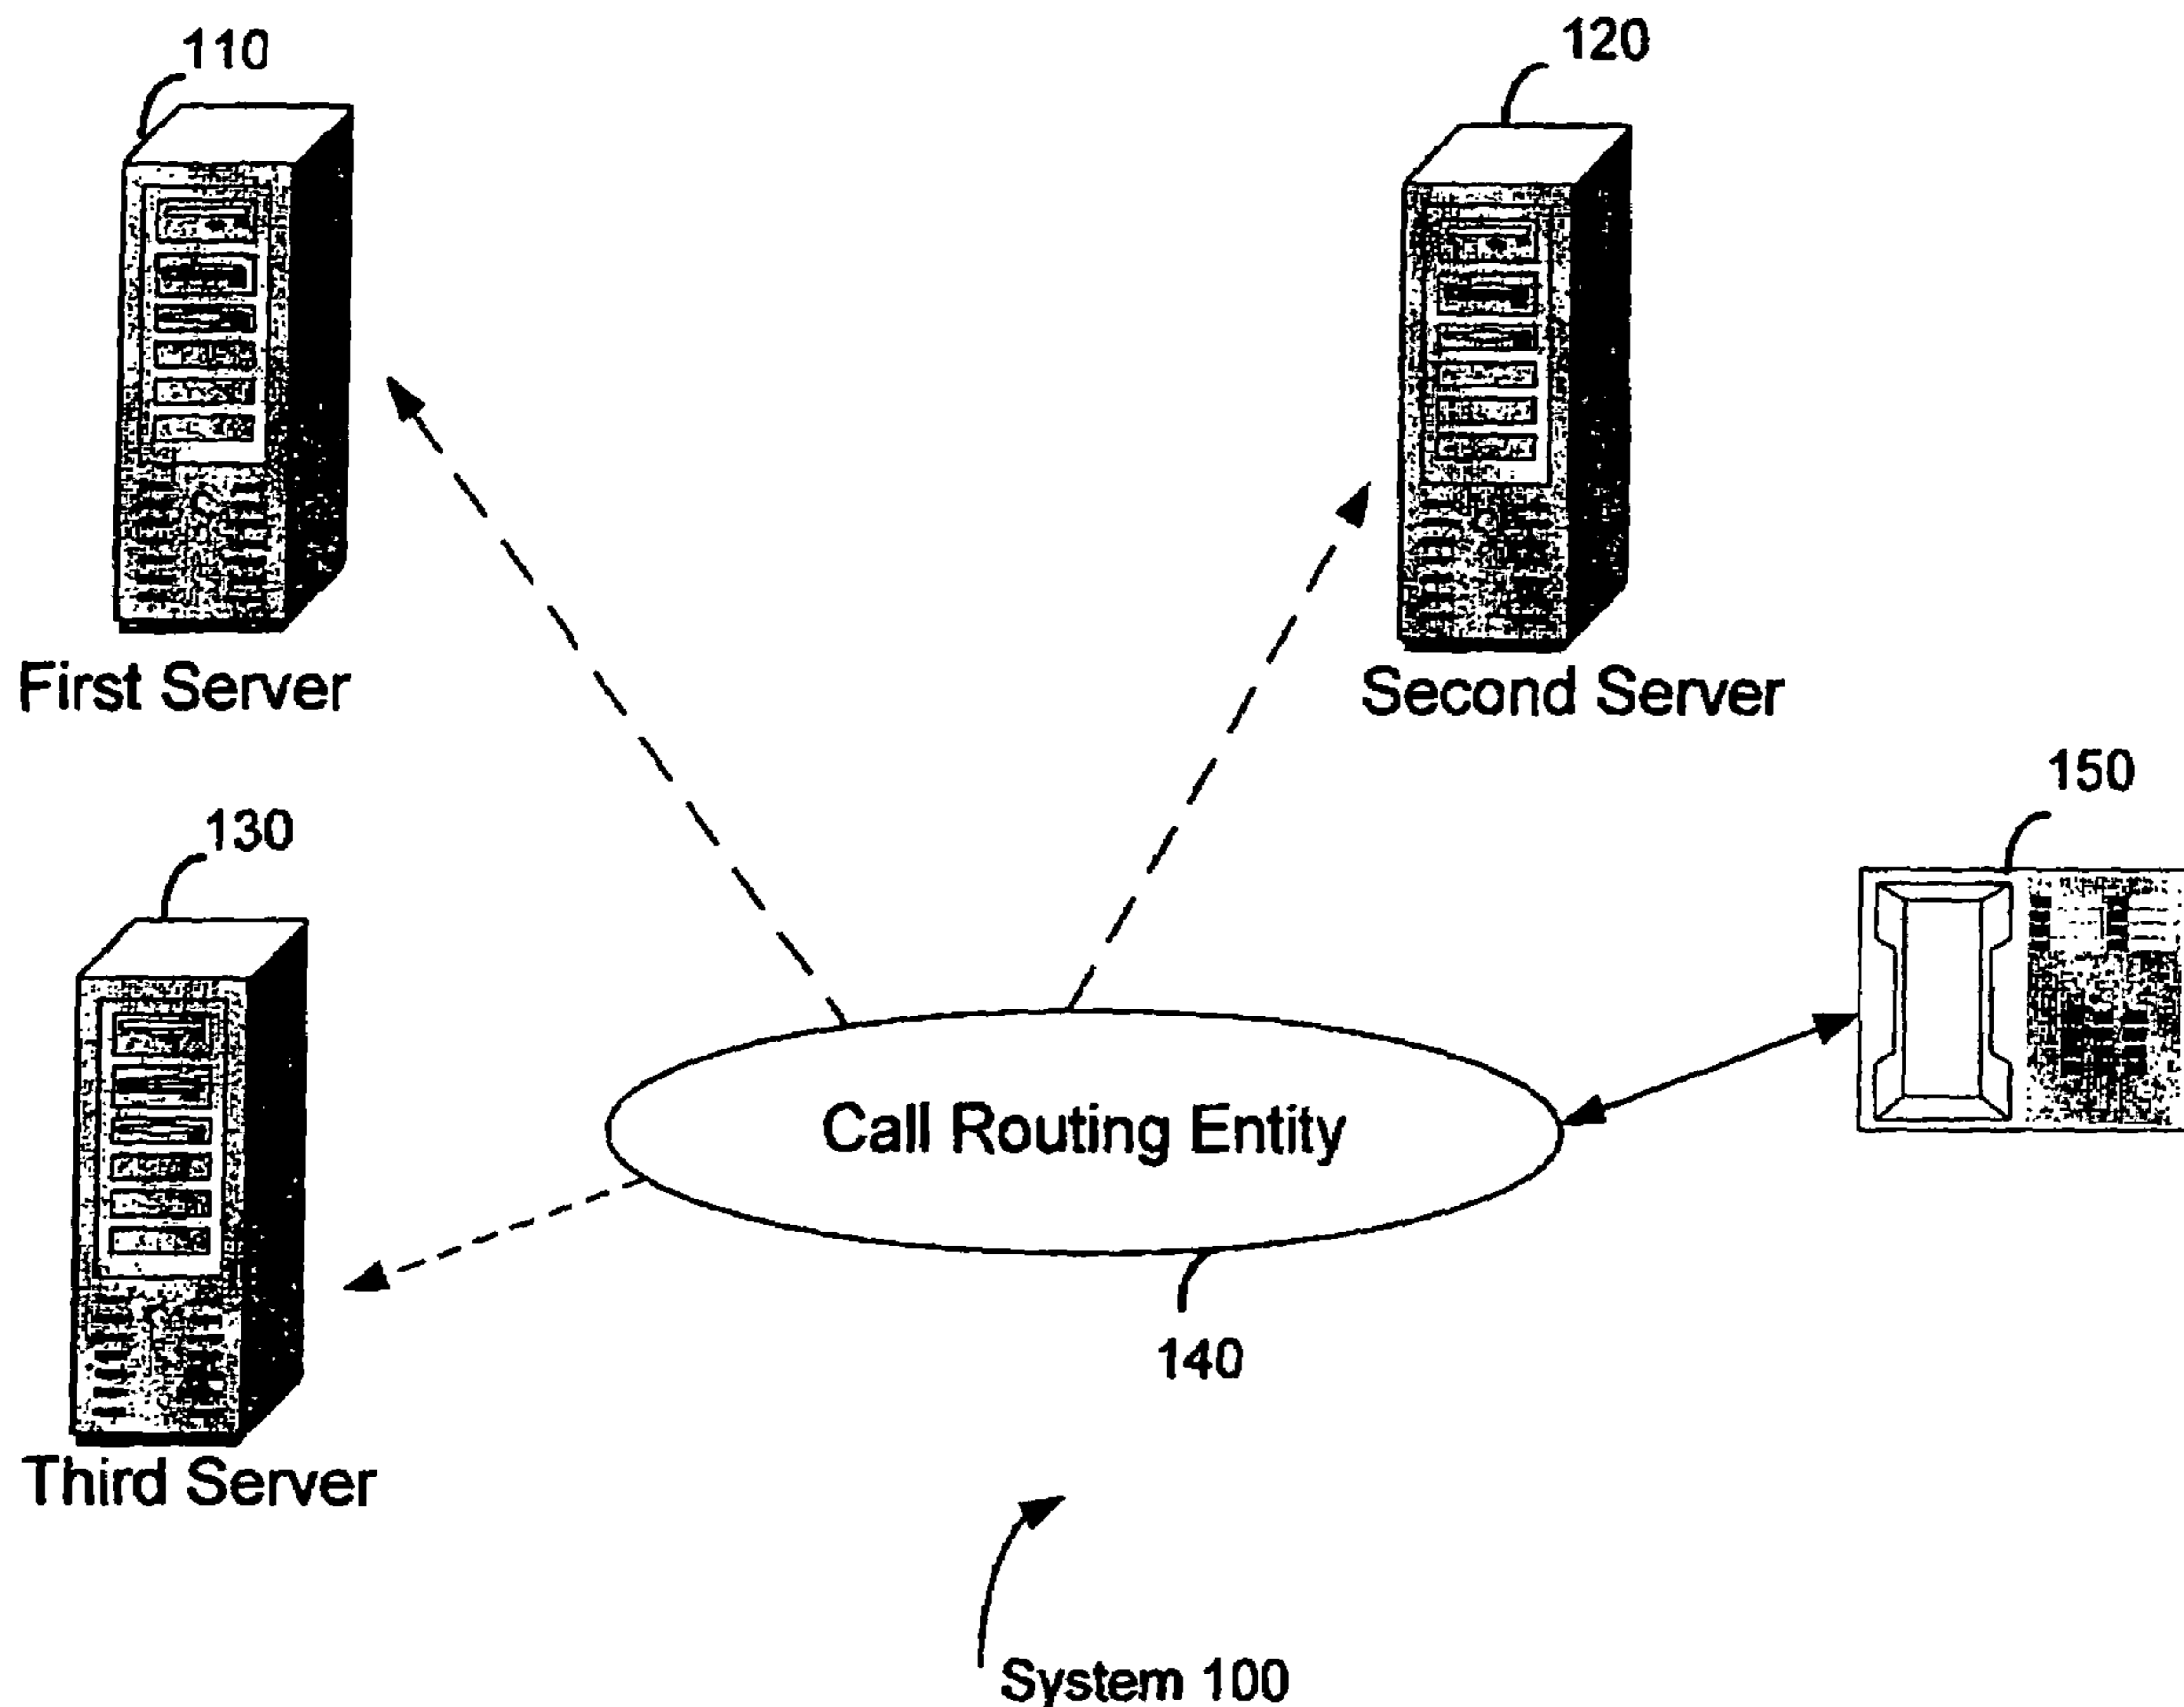 110
120
First Server
Second Server
150
130
Call Routing Entity
140
Third Server
System 100